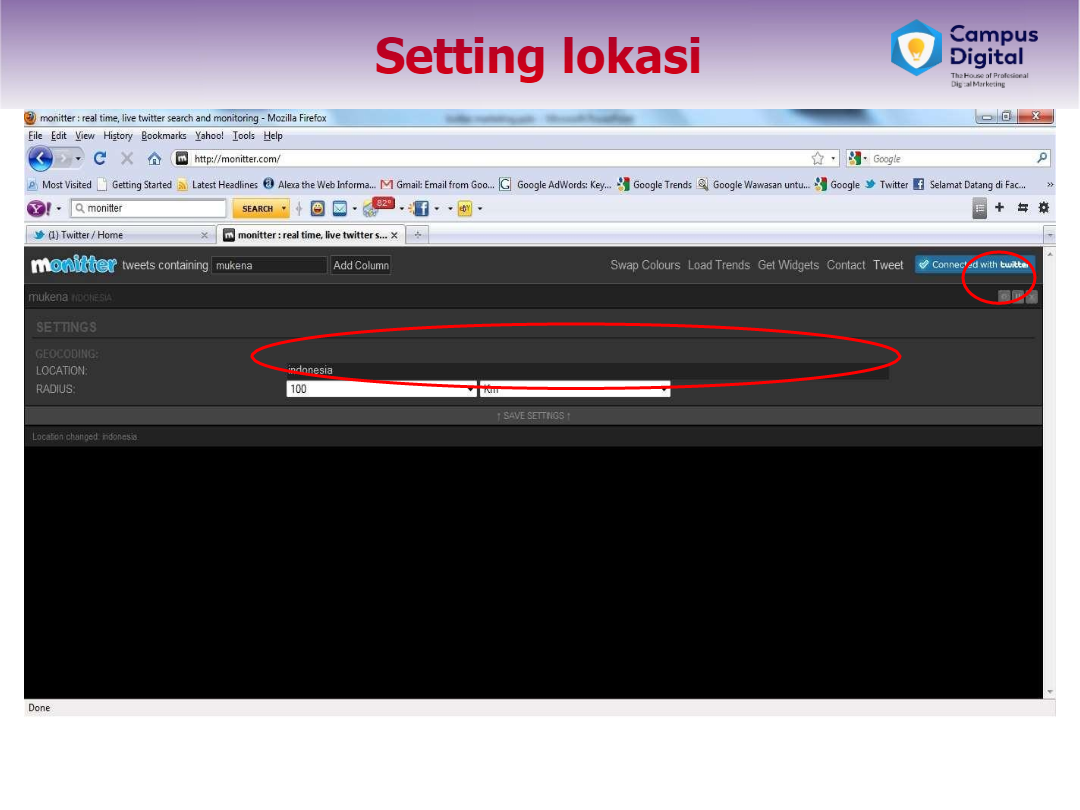 Setting lokasi
Campus
Digital
The House of Profesional
Digital Marketing
monitter : real time, live twitter search and monitoring - Mozilla Firefox
File Edit View History Bookmarks Yahoo! Tools Help
http://monitter.com/ Google
Most Visited Getting Started Latest Headlines Alexa the Web Informa... Gmail: Email from Goo... Google AdWords: Key... Google Trends Google Wawasan untu... Google Twitter Selamat Datang di Fac... »
Y! monitter SEARCH 82° ebY
(1) Twitter / Home monitter : real time, live twitter s...
monitter tweets containing mukena Add Column Swap Colours Load Trends Get Widgets Contact Tweet Connected with twitter
mukena INDONESIA
SETTINGS
GEOCODING:
LOCATION: indonesia
RADIUS: 100 Km
↑ SAVE SETTINGS ↑
Location changed: indonesia
Done